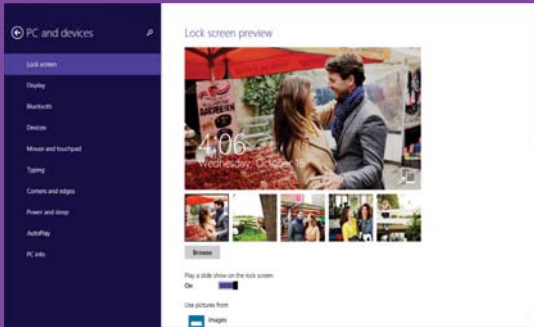 PC and devices
Lock screen
Display
Bluetooth
Devices
Mouse and touchpad
Typing
Corners and edges
Power and sleep
AutoPlay
PC info
Lock screen preview
4:06
Wednesday, October 16
Browse
Play a slide show on the lock screen
On
Use pictures from
images